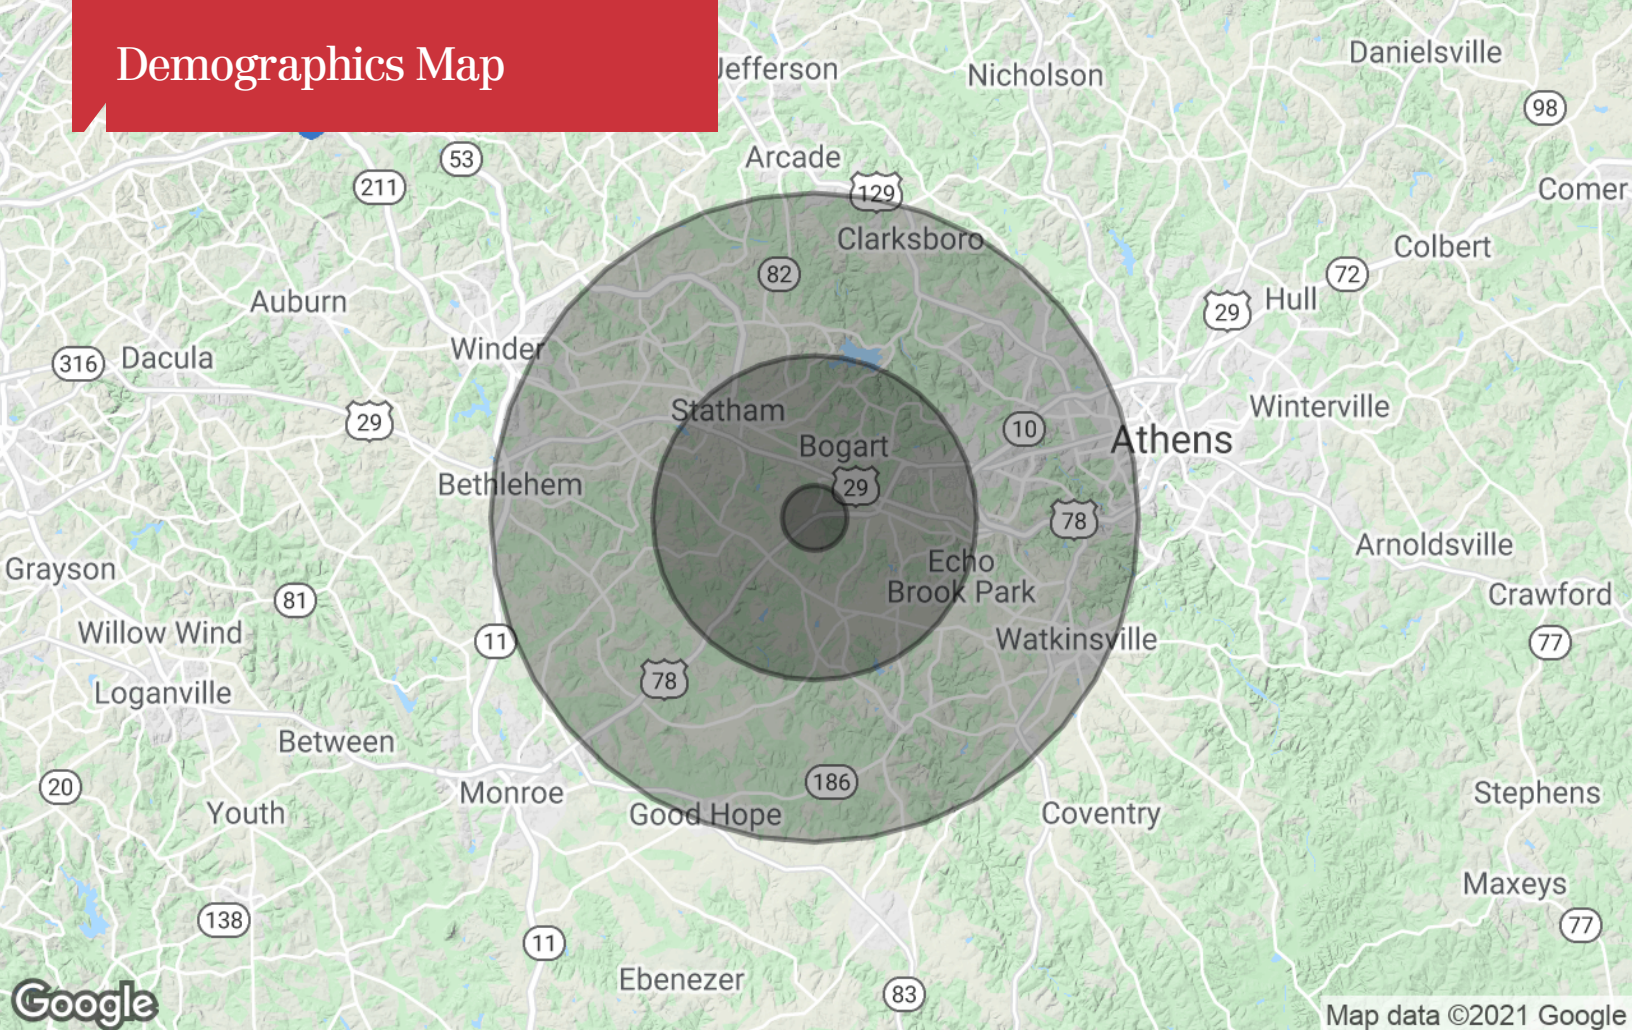 Demographics Map
Jefferson
Nicholson
Danielsville
98
Arcade
53
211
129
Comer
Clarksboro
Colbert
82
72
Auburn
Hull
29
Winder
316
Dacula
Statham
Winterville
29
10
Athens
Bogart
Bethlehem
29
78
Arnoldsville
Grayson
Echo
Brook Park
Crawford
81
Willow Wind
11
Watkinsville
77
78
Loganville
Between
186
20
Monroe
Stephens
Youth
Good Hope
Coventry
Maxeys
138
77
11
Ebenezer
83
Google
Map data ©2021 Google